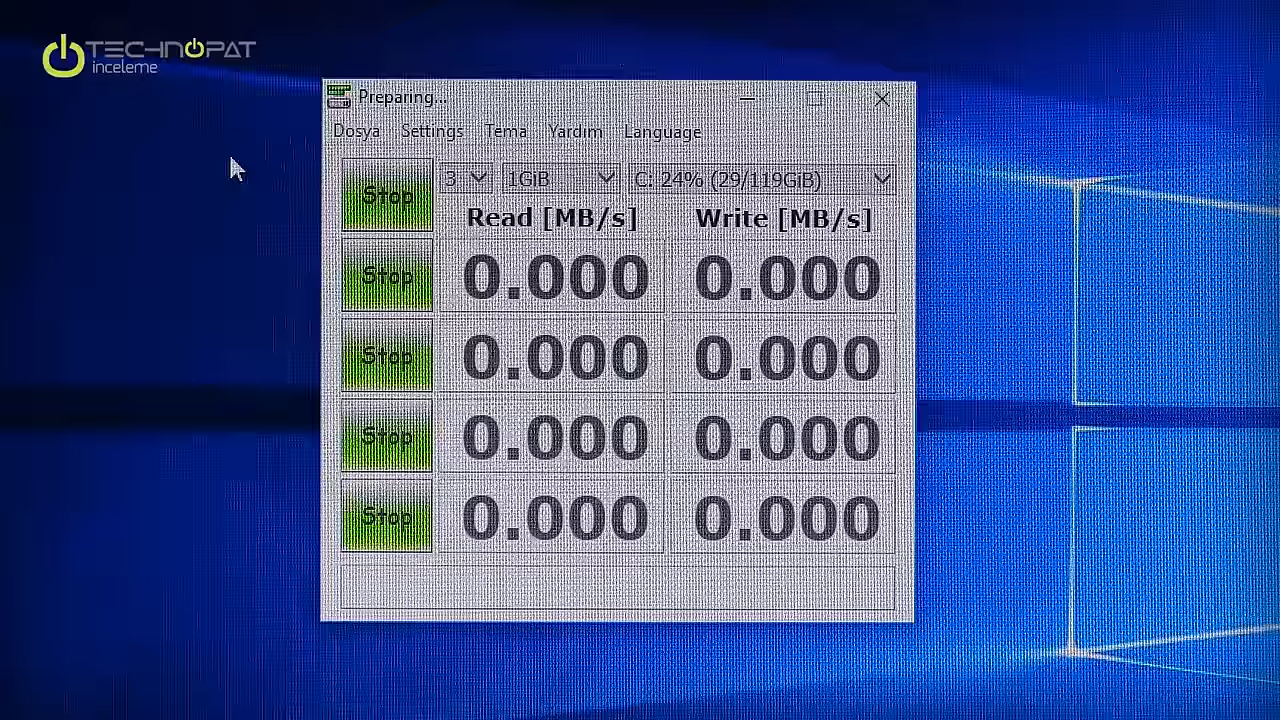 TECHNOPAT
inceleme
Preparing...
Dosya Settings Tema Yardim Language
Stop 3 1GiB C: 24% (29/119GiB)
Read [MB/s] Write [MB/s]
Stop 0.000 0.000
Stop 0.000 0.000
Stop 0.000 0.000
Stop 0.000 0.000